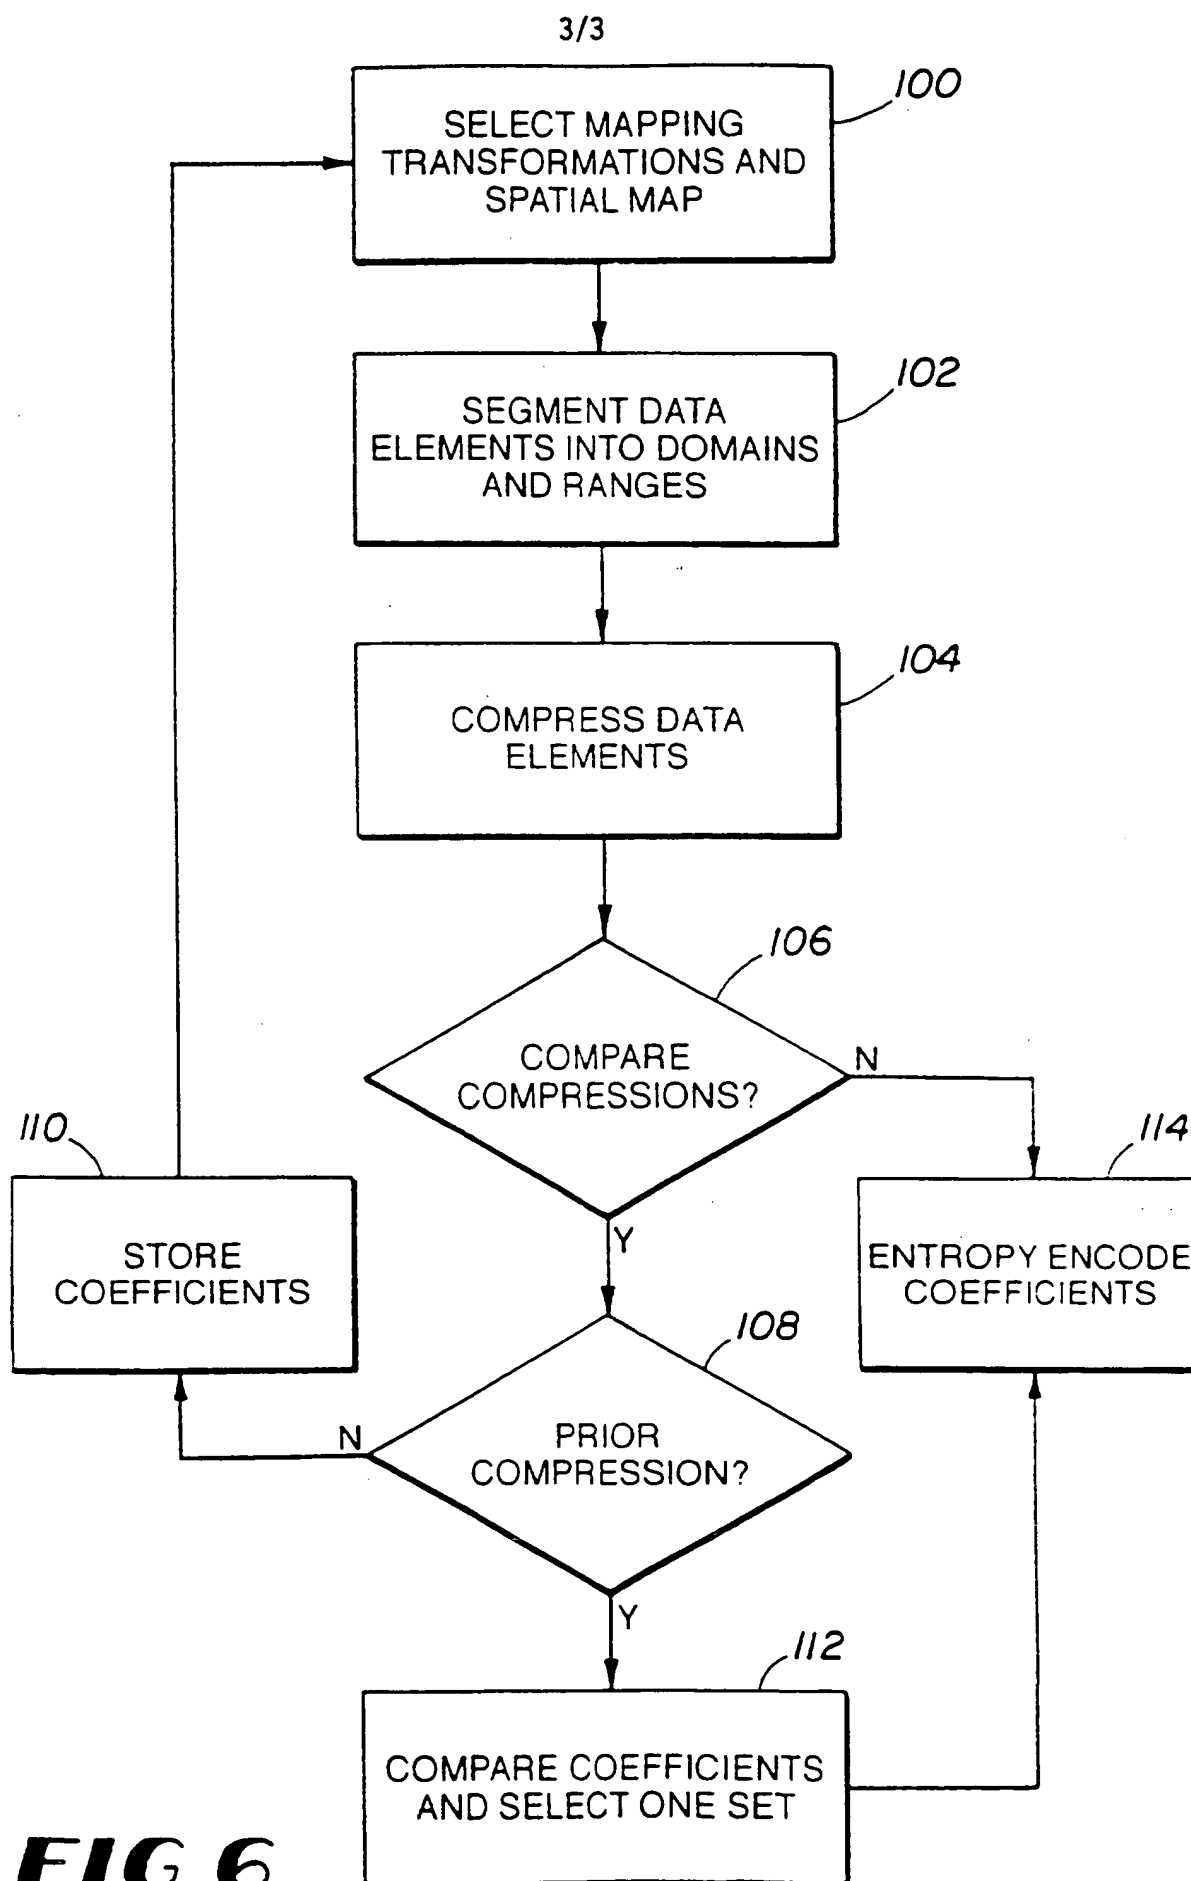 3/3
100
SELECT MAPPING
TRANSFORMATIONS AND
SPATIAL MAP
102
SEGMENT DATA
ELEMENTS INTO DOMAINS
AND RANGES
104
COMPRESS DATA
ELEMENTS
106
COMPARE
COMPRESSIONS?
N
Y
110
STORE
COEFFICIENTS
114
ENTROPY ENCODE
COEFFICIENTS
108
PRIOR
COMPRESSION?
N
Y
112
COMPARE COEFFICIENTS
AND SELECT ONE SET
FIG 6